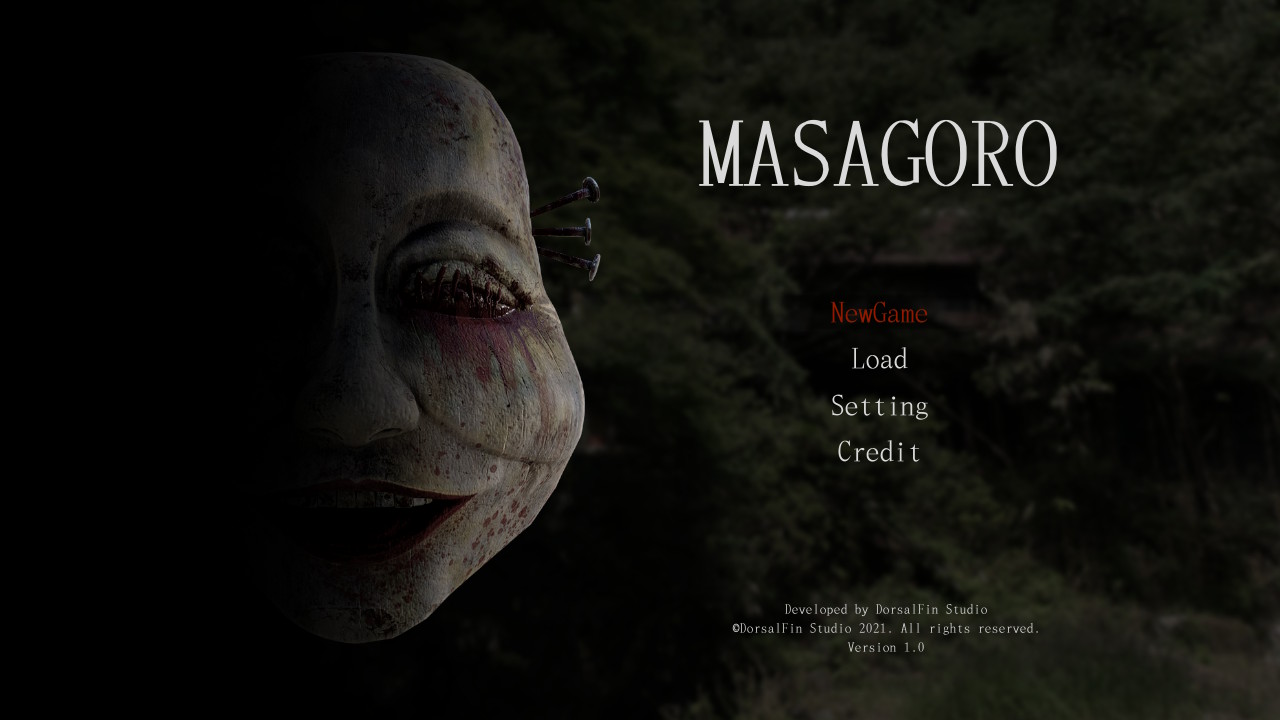 MASAGORO
NewGame
Load
Setting
Credit
Developed by DorsalFin Studio
©DorsalFin Studio 2021. All rights reserved.
Version 1.0